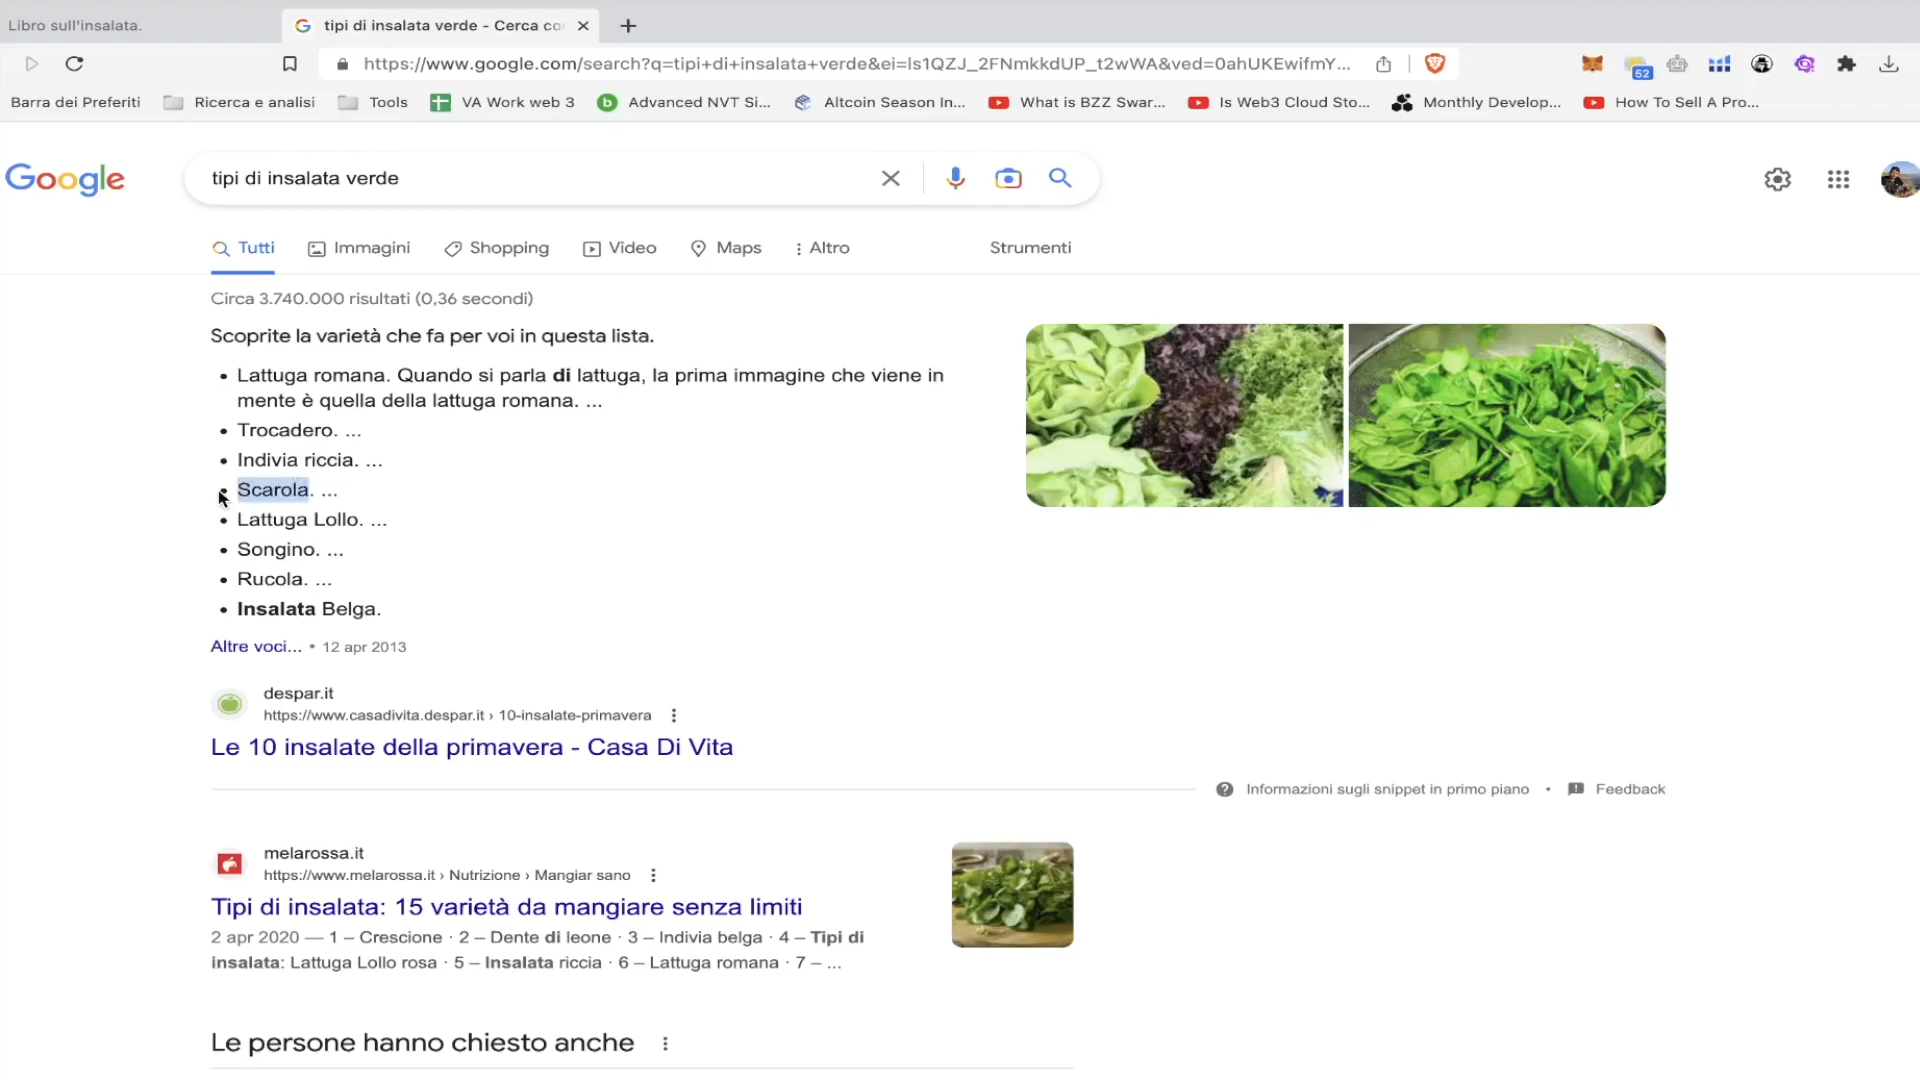 Libro sull'insalata.
tipi di insalata verde - Cerca co
https://www.google.com/search?q=tipi+di+insalata+verde&ei=ls1QZJ_2FNmkkdUP_t2wWA&ved=0ahUKEwifmY...
52
Barra dei Preferiti Ricerca e analisi Tools VA Work web 3 Advanced NVT Si... Altcoin Season In... What is BZZ Swar... Is Web3 Cloud Sto... Monthly Develop... How To Sell A Pro...
Google
tipi di insalata verde
Tutti Immagini Shopping Video Maps Altro Strumenti
Circa 3.740.000 risultati (0,36 secondi)
Scoprite la varietà che fa per voi in questa lista.
Lattuga romana. Quando si parla di lattuga, la prima immagine che viene in
mente è quella della lattuga romana. ...
Trocadero. ...
Indivia riccia. ...
Scarola. ...
Lattuga Lollo. ...
Songino. ...
Rucola. ...
Insalata Belga.
Altre voci... • 12 apr 2013
despar.it
https://www.casadivita.despar.it › 10-insalate-primavera
Le 10 insalate della primavera - Casa Di Vita
Informazioni sugli snippet in primo piano • Feedback
melarossa.it
https://www.melarossa.it › Nutrizione › Mangiar sano
Tipi di insalata: 15 varietà da mangiare senza limiti
2 apr 2020 — 1 – Crescione · 2 – Dente di leone · 3 – Indivia belga · 4 – Tipi di
insalata: Lattuga Lollo rosa · 5 – Insalata riccia · 6 – Lattuga romana · 7 – ...
Le persone hanno chiesto anche